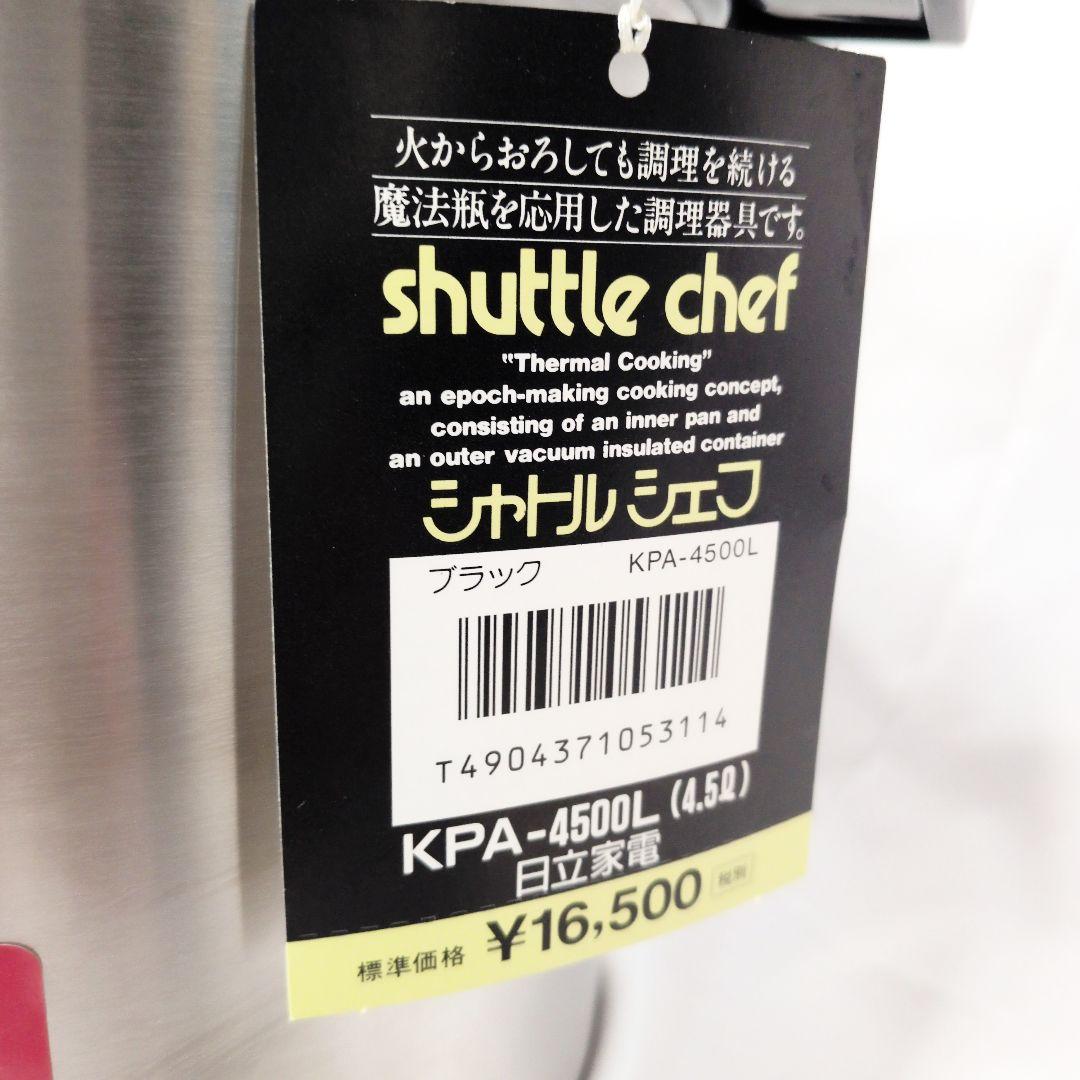 火からおろしても調理を続ける
魔法瓶を応用した調理器具です。
shuttle chef
"Thermal Cooking"
an epoch-making cooking concept,
consisting of an inner pan and
an outer vacuum insulated container
シャトルシェフ
ブラック KPA-4500L
T4904371053114
KPA-4500L (4.5ℓ)
日立家電
標準価格 ¥16,500 税別